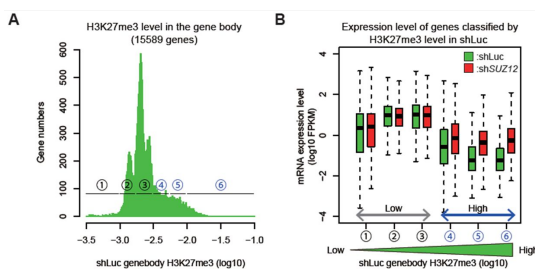 A
H3K27me3 level in the gene body
(15589 genes)
Gene numbers
600
500
400
300
200
100
0
① ② ③ ④ ⑤ ⑥
−3.5 −3.0 −2.5 −2.0 −1.5 −1.0
shLuc genebody H3K27me3 (log10)
B
Expression level of genes classified by
H3K27me3 level in shLuc
:shLuc
:shSUZ12
mRNA expression level
(log10 FPKM)
4
2
0
−2
−4
Low High
① ② ③ ④ ⑤ ⑥
Low High
shLuc genebody H3K27me3 (log10)